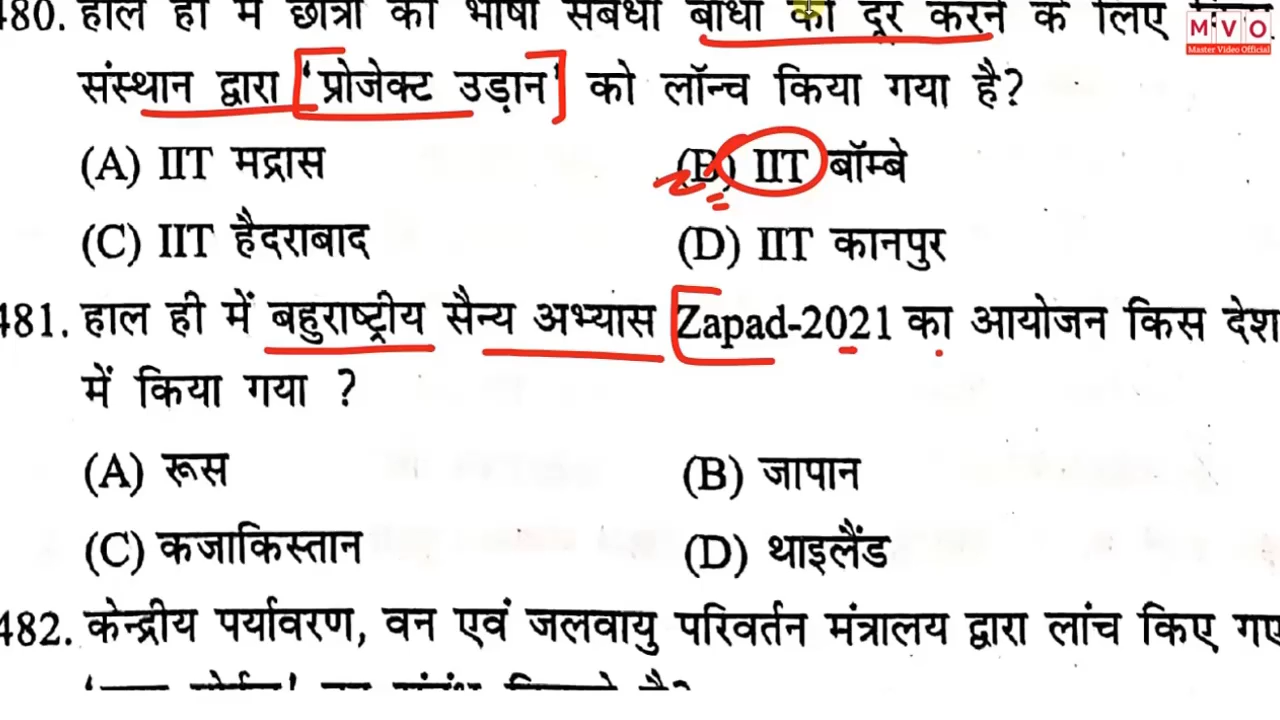 480. हाल ही में छात्रों की भाषा संबंधी बाधा को दूर करने के लिए
संस्थान द्वारा 'प्रोजेक्ट उड़ान' को लॉन्च किया गया है?
(A) IIT मद्रास
(B) IIT बॉम्बे
(C) IIT हैदराबाद
(D) IIT कानपुर
481. हाल ही में बहुराष्ट्रीय सैन्य अभ्यास Zapad-2021 का आयोजन किस देश
में किया गया ?
(A) रूस
(B) जापान
(C) कजाकिस्तान
(D) थाइलैंड
482. केन्द्रीय पर्यावरण, वन एवं जलवायु परिवर्तन मंत्रालय द्वारा लांच किए गए
MVO
Master Video Official